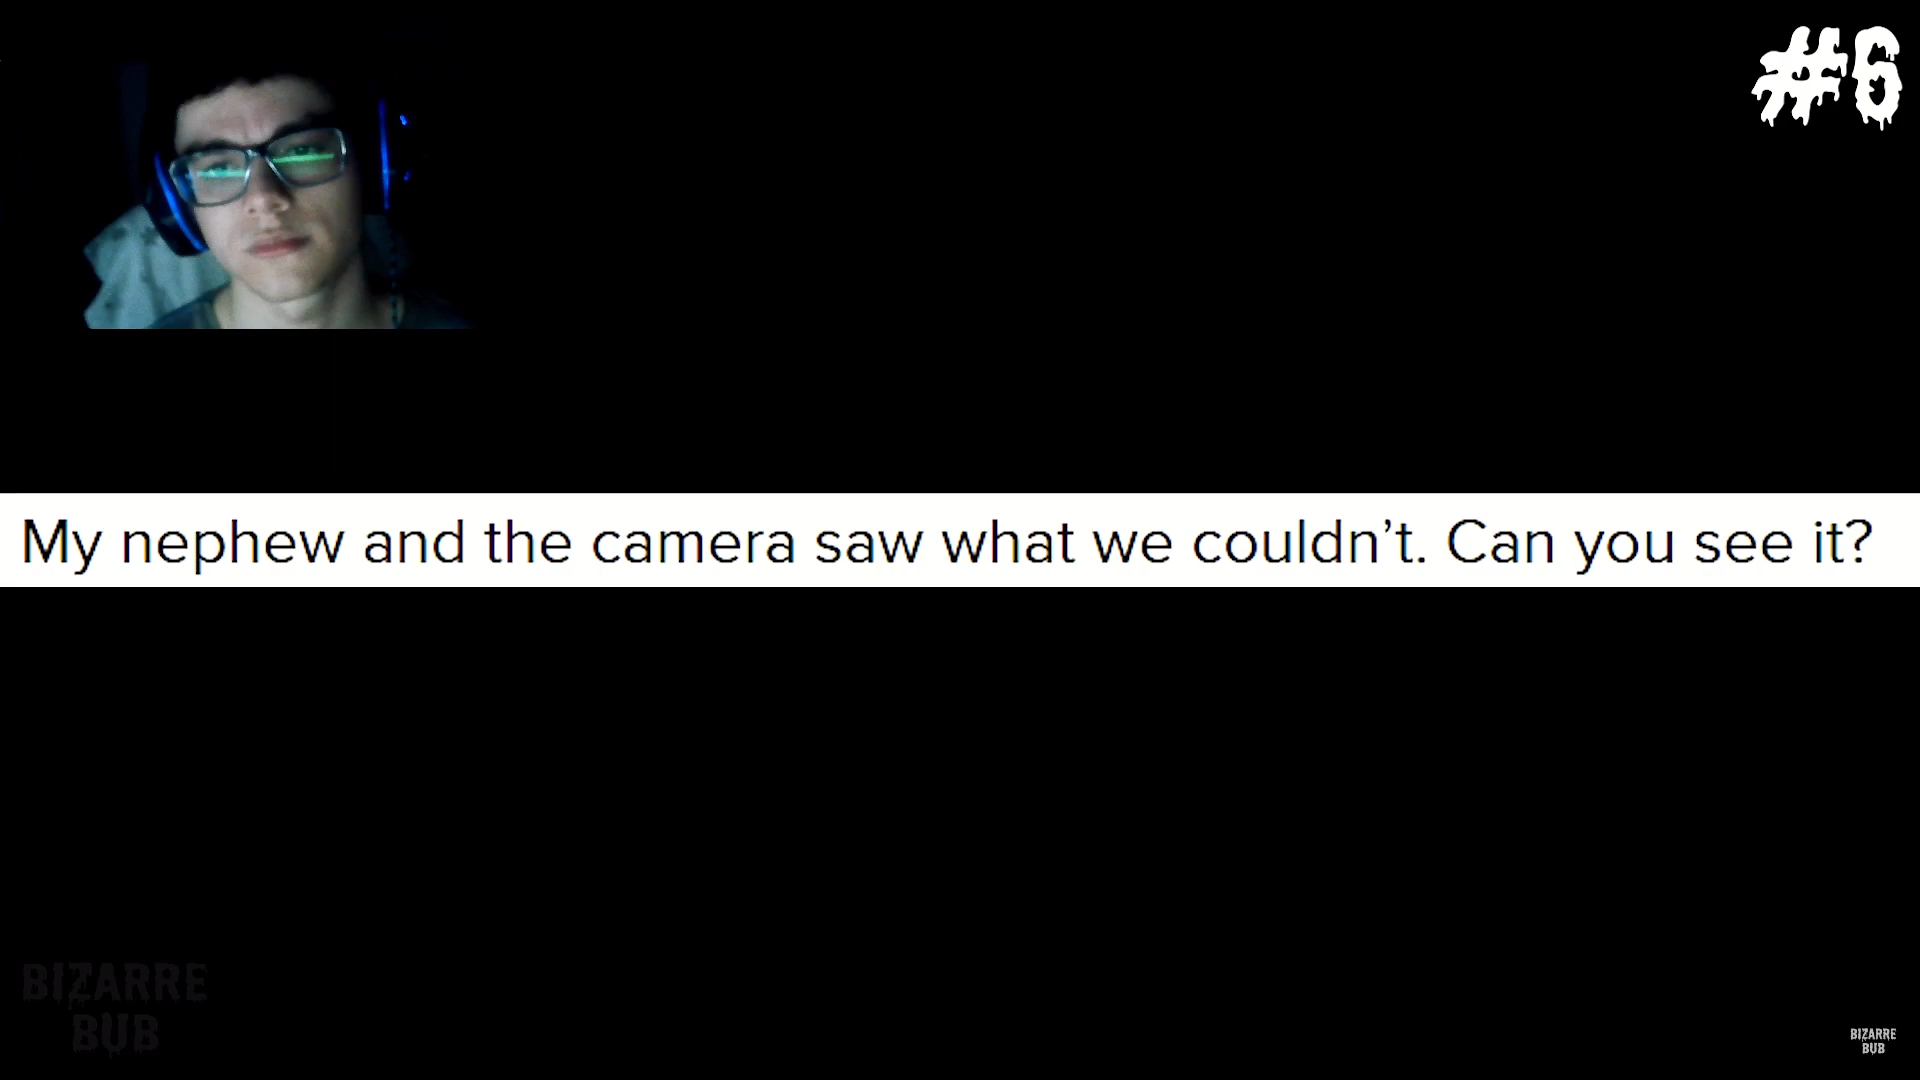 #6
My nephew and the camera saw what we couldn’t. Can you see it?
BIZARRE
BUB
BIZARRE
BUB